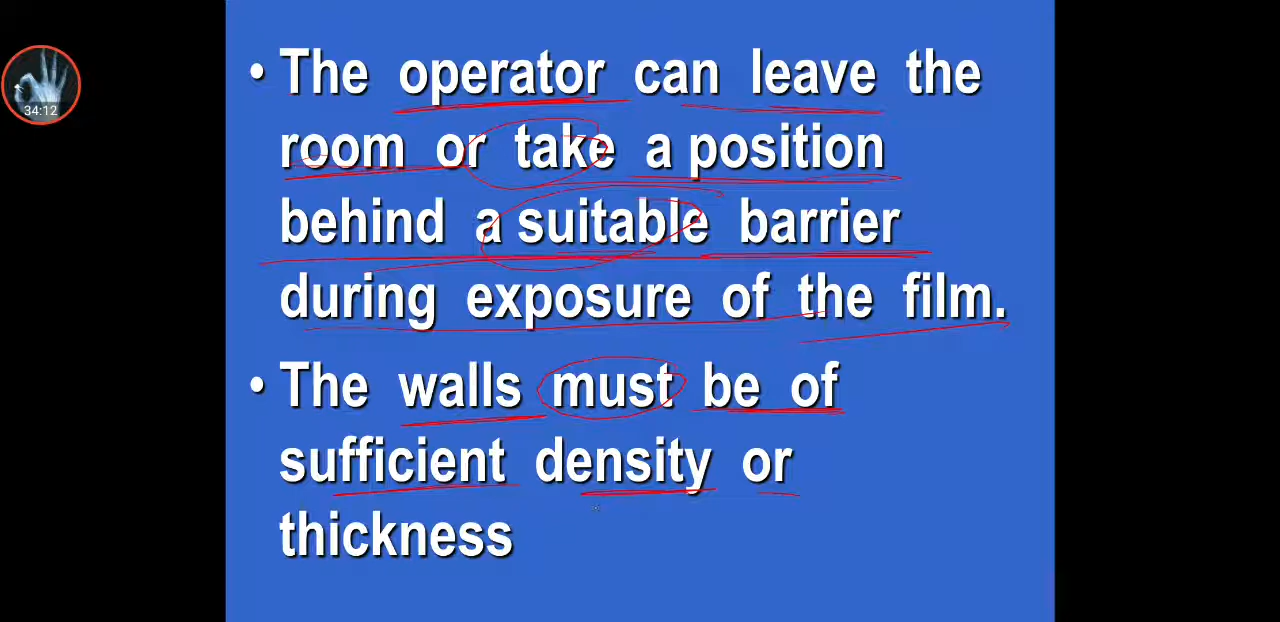 34:12
• The operator can leave the
room or take a position
behind a suitable barrier
during exposure of the film.
• The walls must be of
sufficient density or
thickness